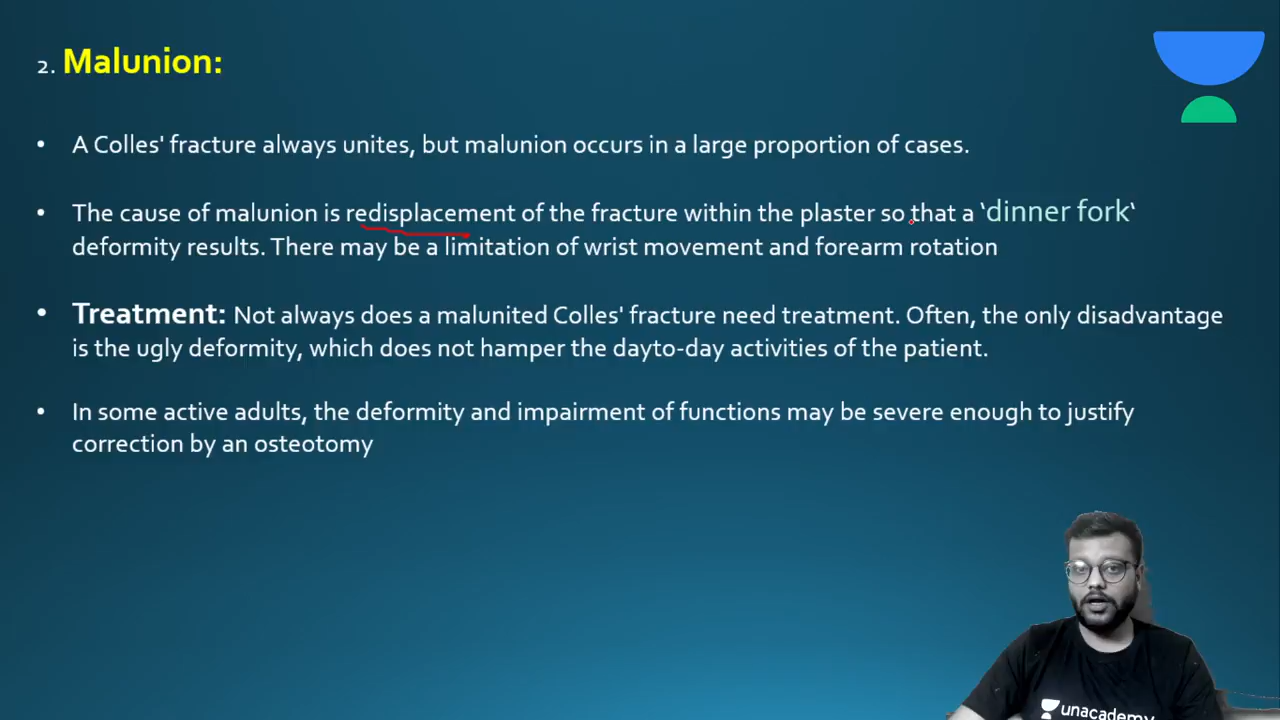 2. Malunion:
• A Colles' fracture always unites, but malunion occurs in a large proportion of cases.
• The cause of malunion is redisplacement of the fracture within the plaster so that a ‘dinner fork‘
deformity results. There may be a limitation of wrist movement and forearm rotation
• Treatment: Not always does a malunited Colles' fracture need treatment. Often, the only disadvantage
is the ugly deformity, which does not hamper the dayto-day activities of the patient.
• In some active adults, the deformity and impairment of functions may be severe enough to justify
correction by an osteotomy
unacademy